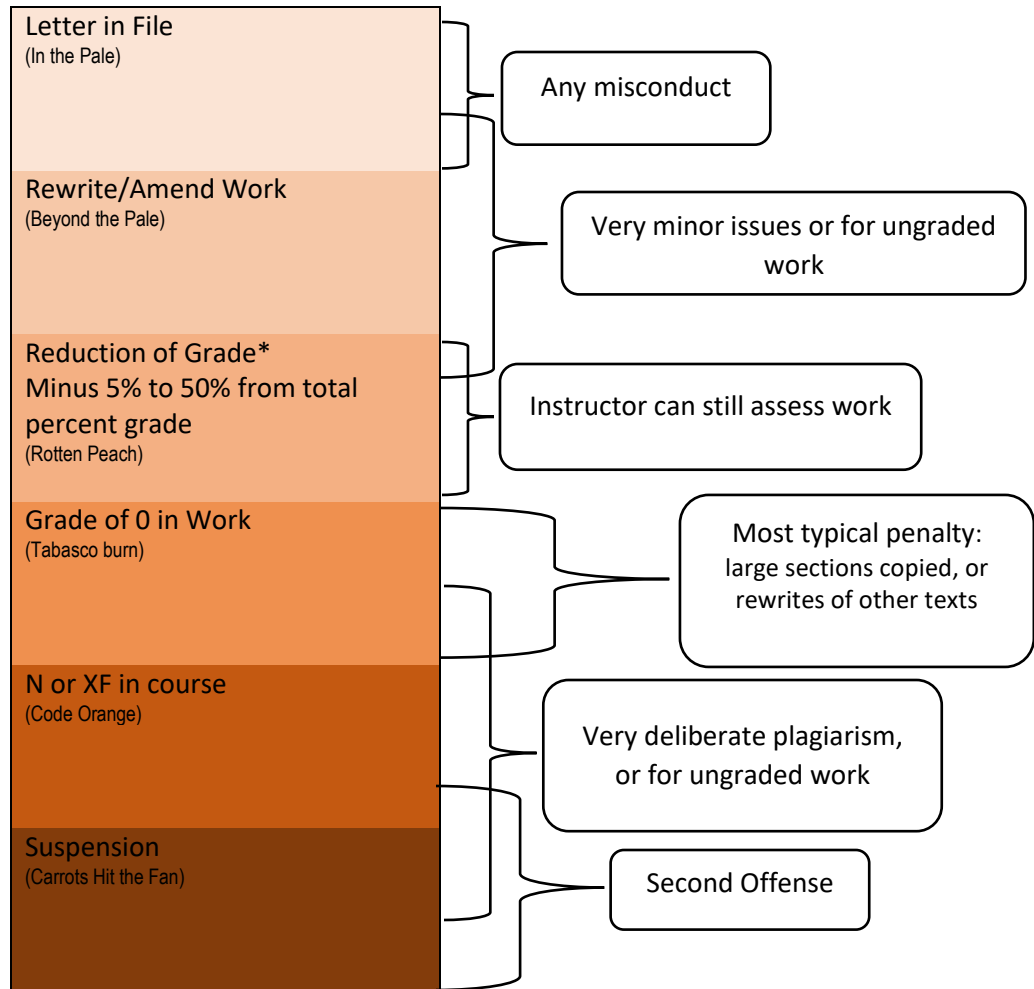 Letter in File
(In the Pale)
Any misconduct
Rewrite/Amend Work
(Beyond the Pale)
Very minor issues or for ungraded
work
Reduction of Grade*
Minus 5% to 50% from total
percent grade
(Rotten Peach)
Instructor can still assess work
Grade of 0 in Work
(Tabasco burn)
Most typical penalty:
large sections copied, or
rewrites of other texts
N or XF in course
(Code Orange)
Very deliberate plagiarism,
or for ungraded work
Suspension
(Carrots Hit the Fan)
Second Offense